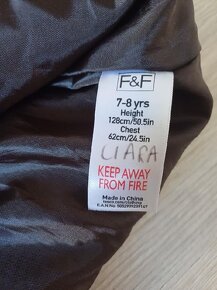 F&F
7-8 yrs
Height
128cm/50.5in
Chest
62cm/24.5in
CIARA
KEEP AWAY
FROM FIRE
Made in China